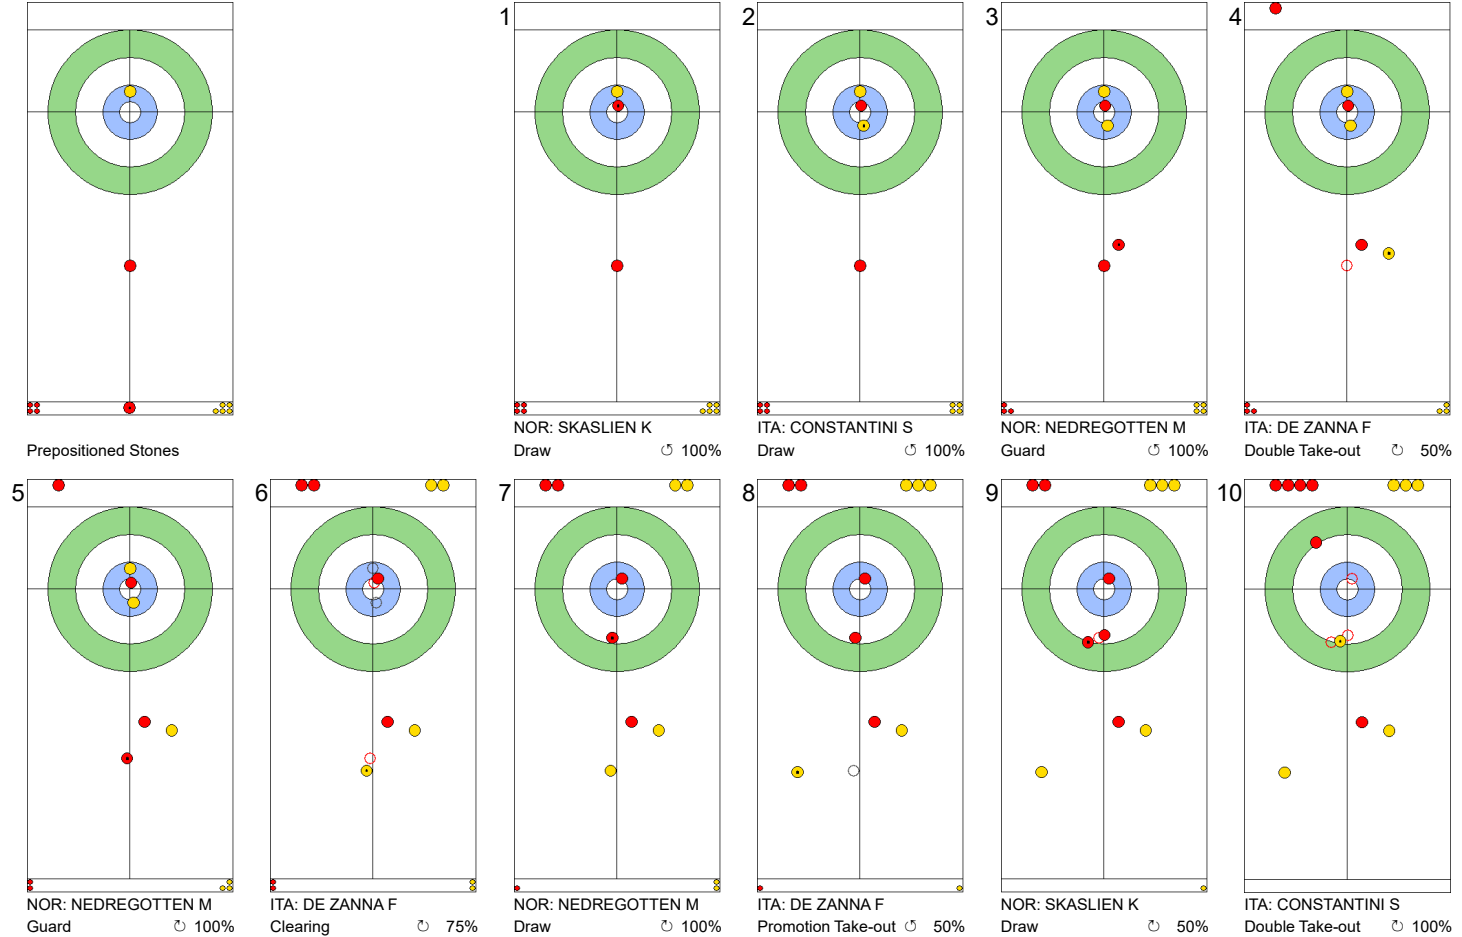 1 2 3 4
Prepositioned Stones
NOR: SKASLIEN K
Draw ↺ 100%
ITA: CONSTANTINI S
Draw ↺ 100%
NOR: NEDREGOTTEN M
Guard ↺ 100%
ITA: DE ZANNA F
Double Take-out ↻ 50%
5 6 7 8 9 10
NOR: NEDREGOTTEN M
Guard ↻ 100%
ITA: DE ZANNA F
Clearing ↻ 75%
NOR: NEDREGOTTEN M
Draw ↻ 100%
ITA: DE ZANNA F
Promotion Take-out ↺ 50%
NOR: SKASLIEN K
Draw ↻ 50%
ITA: CONSTANTINI S
Double Take-out ↻ 100%